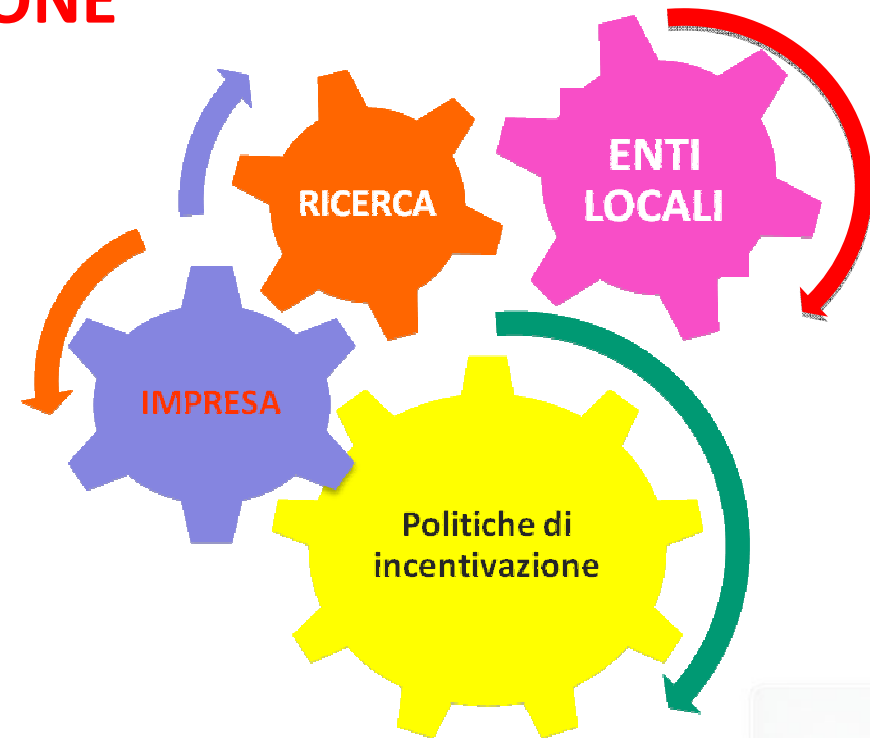 ONE
ENTI
LOCALI
RICERCA
IMPRESA
Politiche di
incentivazione